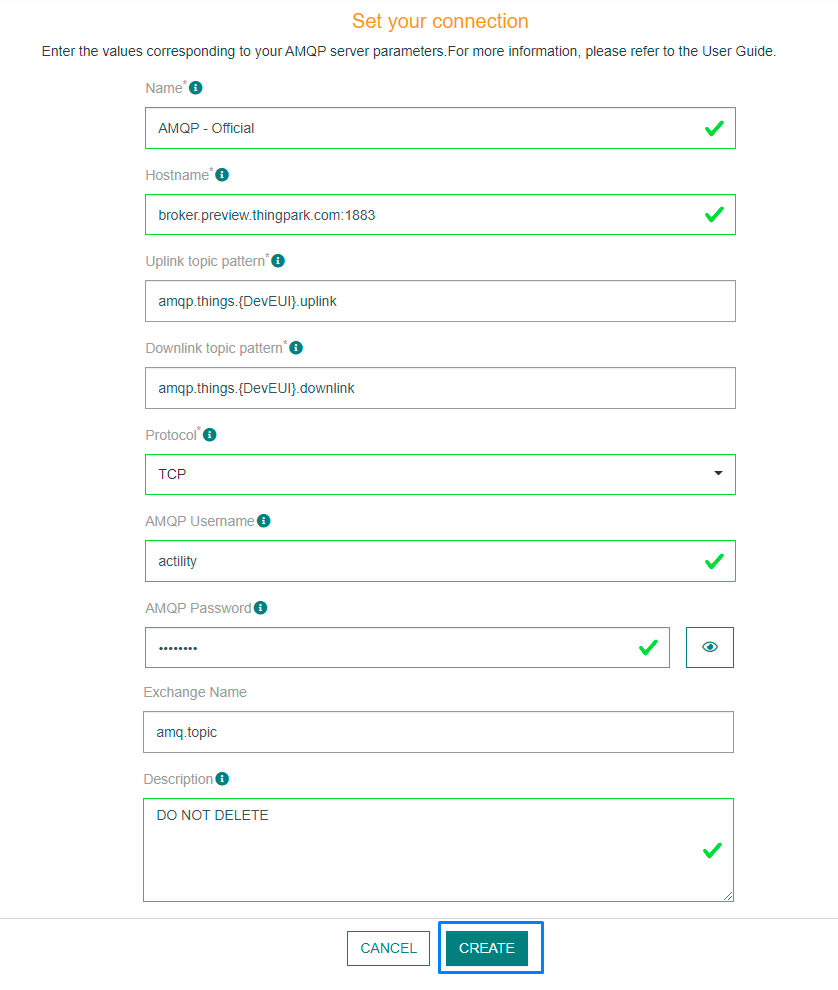 Set your connection
Enter the values corresponding to your AMQP server parameters.For more information, please refer to the User Guide.
Name*
AMQP - Official
Hostname*
broker.preview.thingpark.com:1883
Uplink topic pattern*
amqp.things.{DevEUI}.uplink
Downlink topic pattern*
amqp.things.{DevEUI}.downlink
Protocol*
TCP
AMQP Username
actility
AMQP Password
••••••••
Exchange Name
amq.topic
Description
DO NOT DELETE
CANCEL CREATE